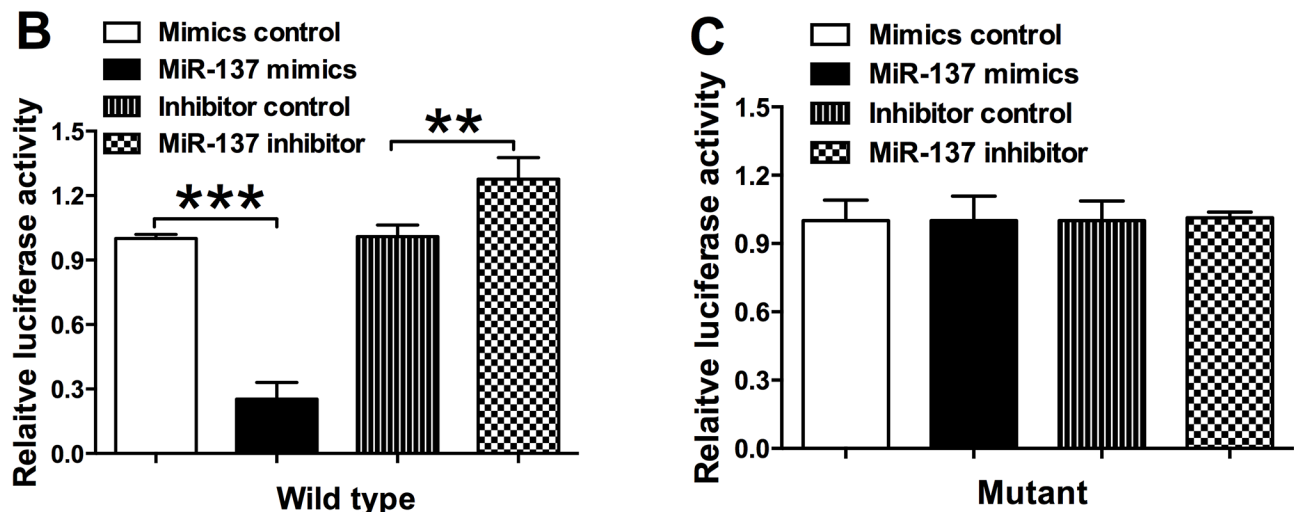 B
Mimics control
MiR-137 mimics
Inhibitor control
MiR-137 inhibitor
Relaitve luciferase activity
1.5
1.2
0.9
0.6
0.3
0.0
***
**
Wild type
C
Mimics control
MiR-137 mimics
Inhibitor control
MiR-137 inhibitor
Relaitve luciferase activity
1.5
1.2
0.9
0.6
0.3
0.0
Mutant